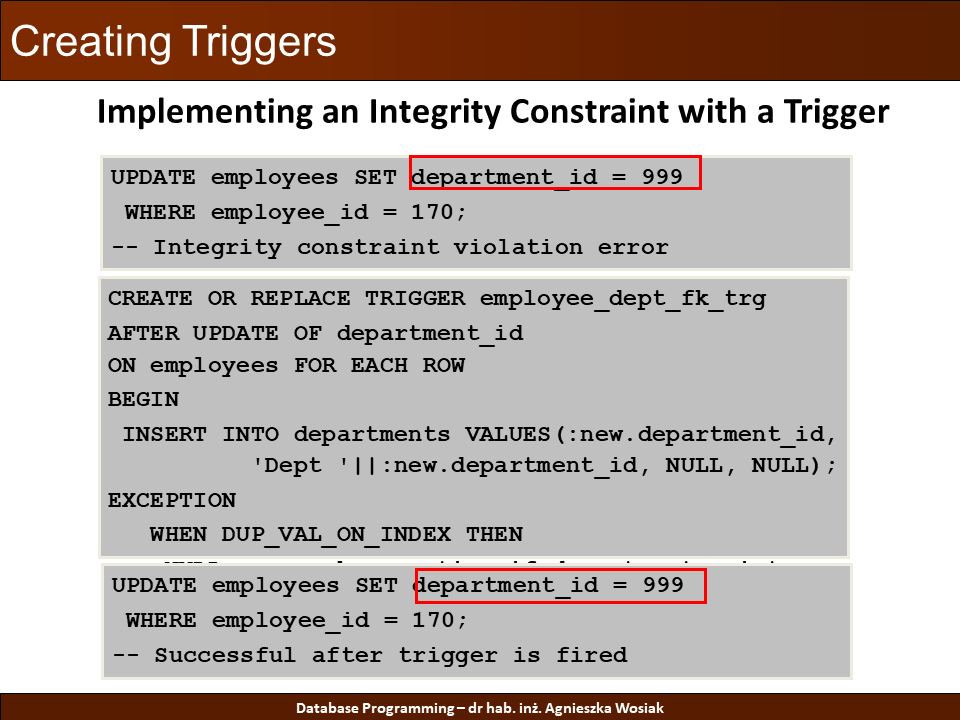 Creating Triggers
Implementing an Integrity Constraint with a Trigger
UPDATE employees SET department_id = 999
WHERE employee_id = 170;
-- Integrity constraint violation error
CREATE OR REPLACE TRIGGER employee_dept_fk_trg
AFTER UPDATE OF department_id
ON employees FOR EACH ROW
BEGIN
INSERT INTO departments VALUES(:new.department_id,
'Dept '||:new.department_id, NULL, NULL);
EXCEPTION
WHEN DUP_VAL_ON_INDEX THEN
UPDATE employees SET department_id = 999
WHERE employee_id = 170;
-- Successful after trigger is fired
Database Programming – dr hab. inż. Agnieszka Wosiak